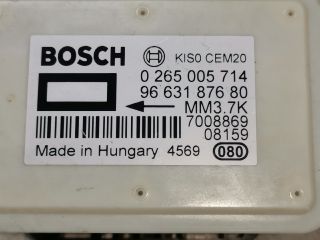 BOSCH KIS0 CEM20
0 265 005 714
96 631 876 80
MM3.7K
7008869
08159
Made in Hungary 4569 080